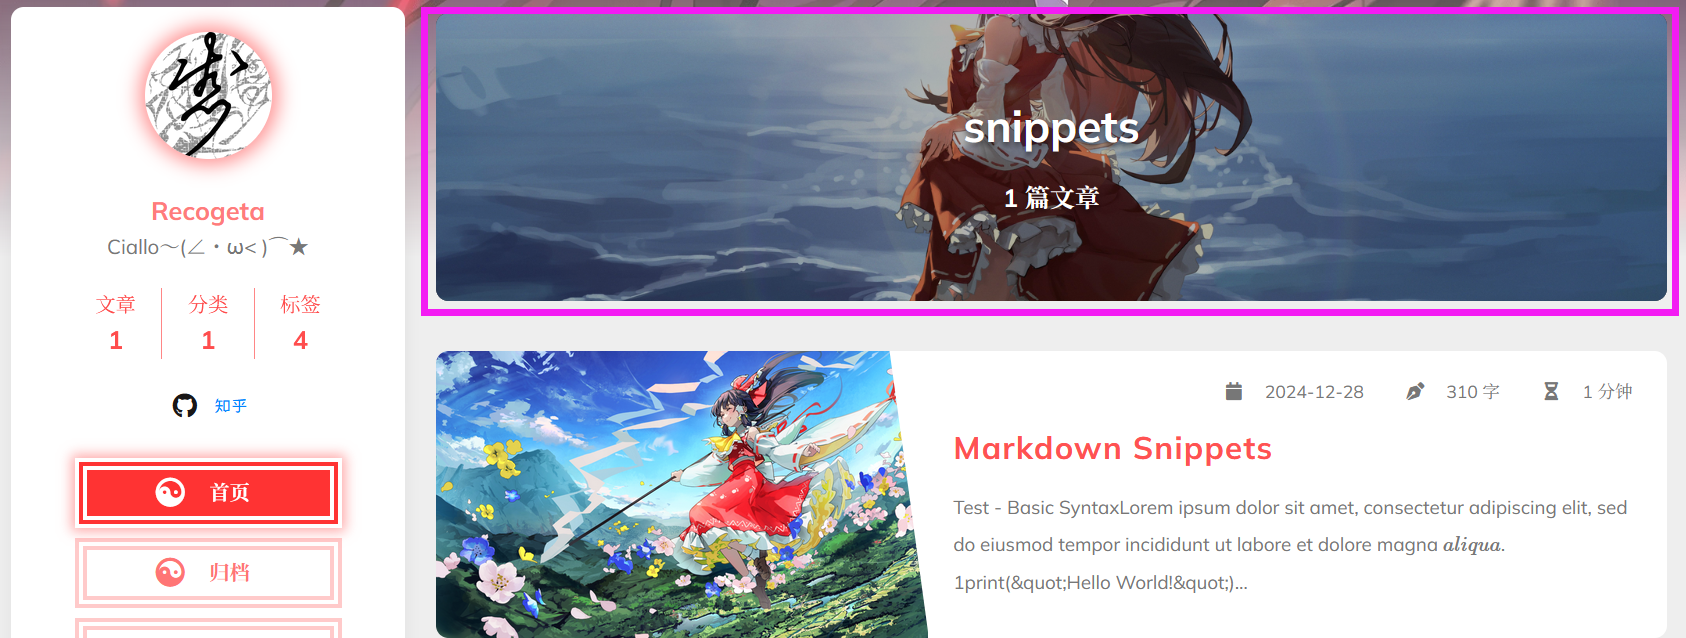 Recogeta
Ciallo～(∠・ω< )⌒★
文章
1
分类
1
标签
4
知乎
首页
归档
snippets
1 篇文章
2024-12-28
310 字
1 分钟
Markdown Snippets
Test - Basic SyntaxLorem ipsum dolor sit amet, consectetur adipiscing elit, sed
do eiusmod tempor incididunt ut labore et dolore magna aliqua.
1print(&quot;Hello World!&quot;)...